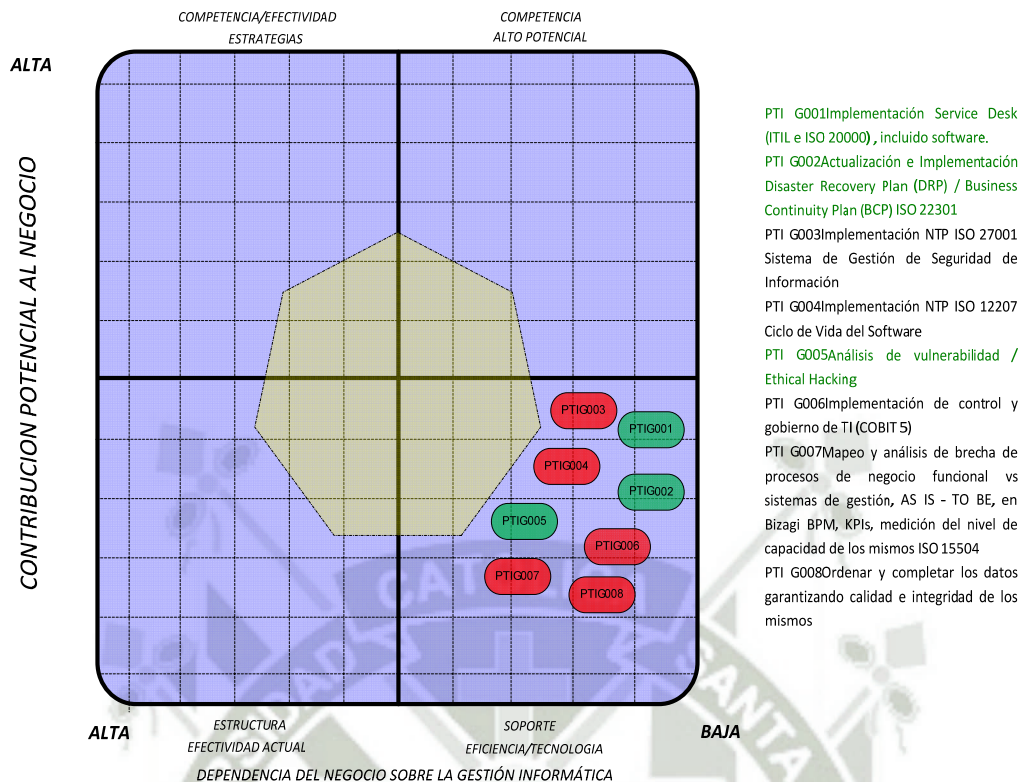 COMPETENCIA/EFECTIVIDAD
ESTRATEGIAS
COMPETENCIA
ALTO POTENCIAL
ALTA
CONTRIBUCION POTENCIAL AL NEGOCIO
PTIG003
PTIG001
PTIG004
PTIG002
PTIG005
PTIG006
PTIG007
PTIG008
ALTA
ESTRUCTURA
EFECTIVIDAD ACTUAL
SOPORTE
EFICIENCIA/TECNOLOGIA
BAJA
DEPENDENCIA DEL NEGOCIO SOBRE LA GESTIÓN INFORMÁTICA
PTI G001Implementación Service Desk
(ITIL e ISO 20000) , incluido software.
PTI G002Actualización e Implementación
Disaster Recovery Plan (DRP) / Business
Continuity Plan (BCP) ISO 22301
PTI G003Implementación NTP ISO 27001
Sistema de Gestión de Seguridad de
Información
PTI G004Implementación NTP ISO 12207
Ciclo de Vida del Software
PTI G005Análisis de vulnerabilidad /
Ethical Hacking
PTI G006Implementación de control y
gobierno de TI (COBIT 5)
PTI G007Mapeo y análisis de brecha de
procesos de negocio funcional vs
sistemas de gestión, AS IS - TO BE, en
Bizagi BPM, KPIs, medición del nivel de
capacidad de los mismos ISO 15504
PTI G008Ordenar y completar los datos
garantizando calidad e integridad de los
mismos
SANTA